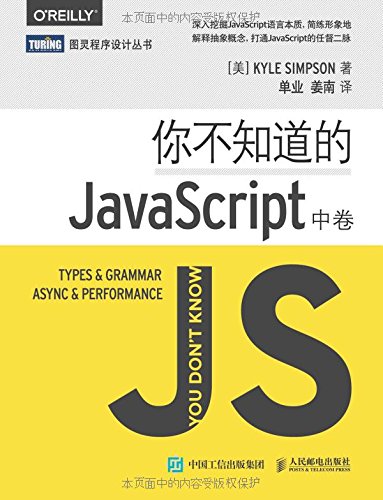 本页面中的内容受版权保护
O'REILLY®
TURING 图灵程序设计丛书
深入挖掘JavaScript语言本质，简练形象地
解释抽象概念，打通JavaScript的任督二脉
[美] KYLE SIMPSON 著
单业 姜南 译
你不知道的
JavaScript 中卷
TYPES & GRAMMAR
ASYNC & PERFORMANCE
YOU DON'T KNOW
JS
中国工信出版集团
人民邮电出版社
POSTS & TELECOM PRESS
本页面中的内容受版权保护